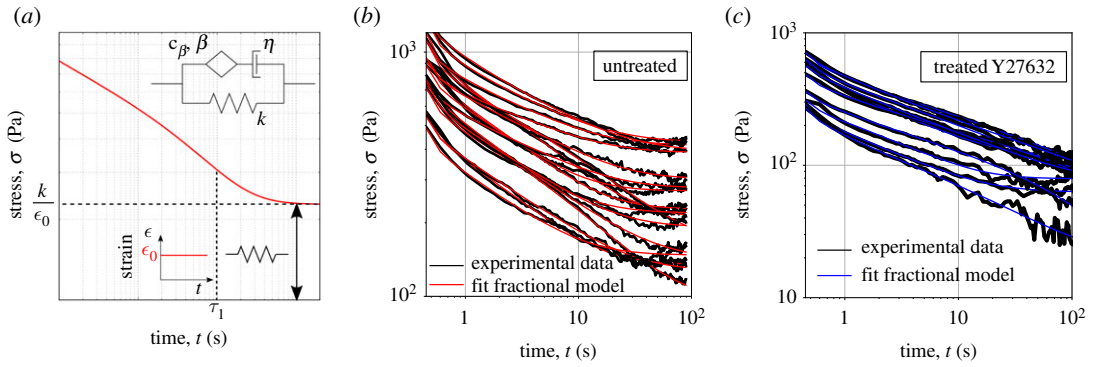 (a)
c_β, β
η
k
stress, σ (Pa)
k
ϵ₀
strain
ϵ
ϵ₀
t
τ₁
time, t (s)
(b)
10³
untreated
stress, σ (Pa)
experimental data
fit fractional model
10²
1
10
10²
time, t (s)
(c)
10³
treated Y27632
stress, σ (Pa)
10²
experimental data
fit fractional model
10
1
10
10²
time, t (s)